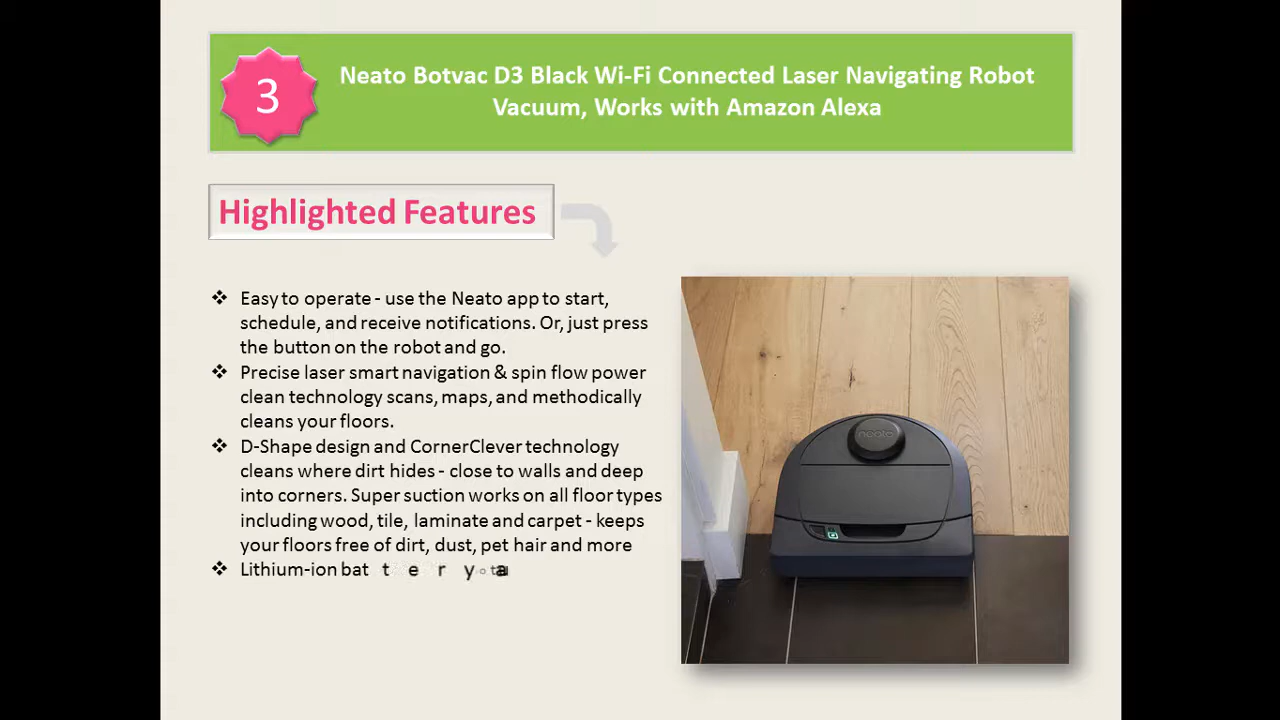 3
Neato Botvac D3 Black Wi-Fi Connected Laser Navigating Robot
Vacuum, Works with Amazon Alexa
Highlighted Features
Easy to operate - use the Neato app to start,
schedule, and receive notifications. Or, just press
the button on the robot and go.
Precise laser smart navigation & spin flow power
clean technology scans, maps, and methodically
cleans your floors.
D-Shape design and CornerClever technology
cleans where dirt hides - close to walls and deep
into corners. Super suction works on all floor types
including wood, tile, laminate and carpet - keeps
your floors free of dirt, dust, pet hair and more
Lithium-ion battery
neato